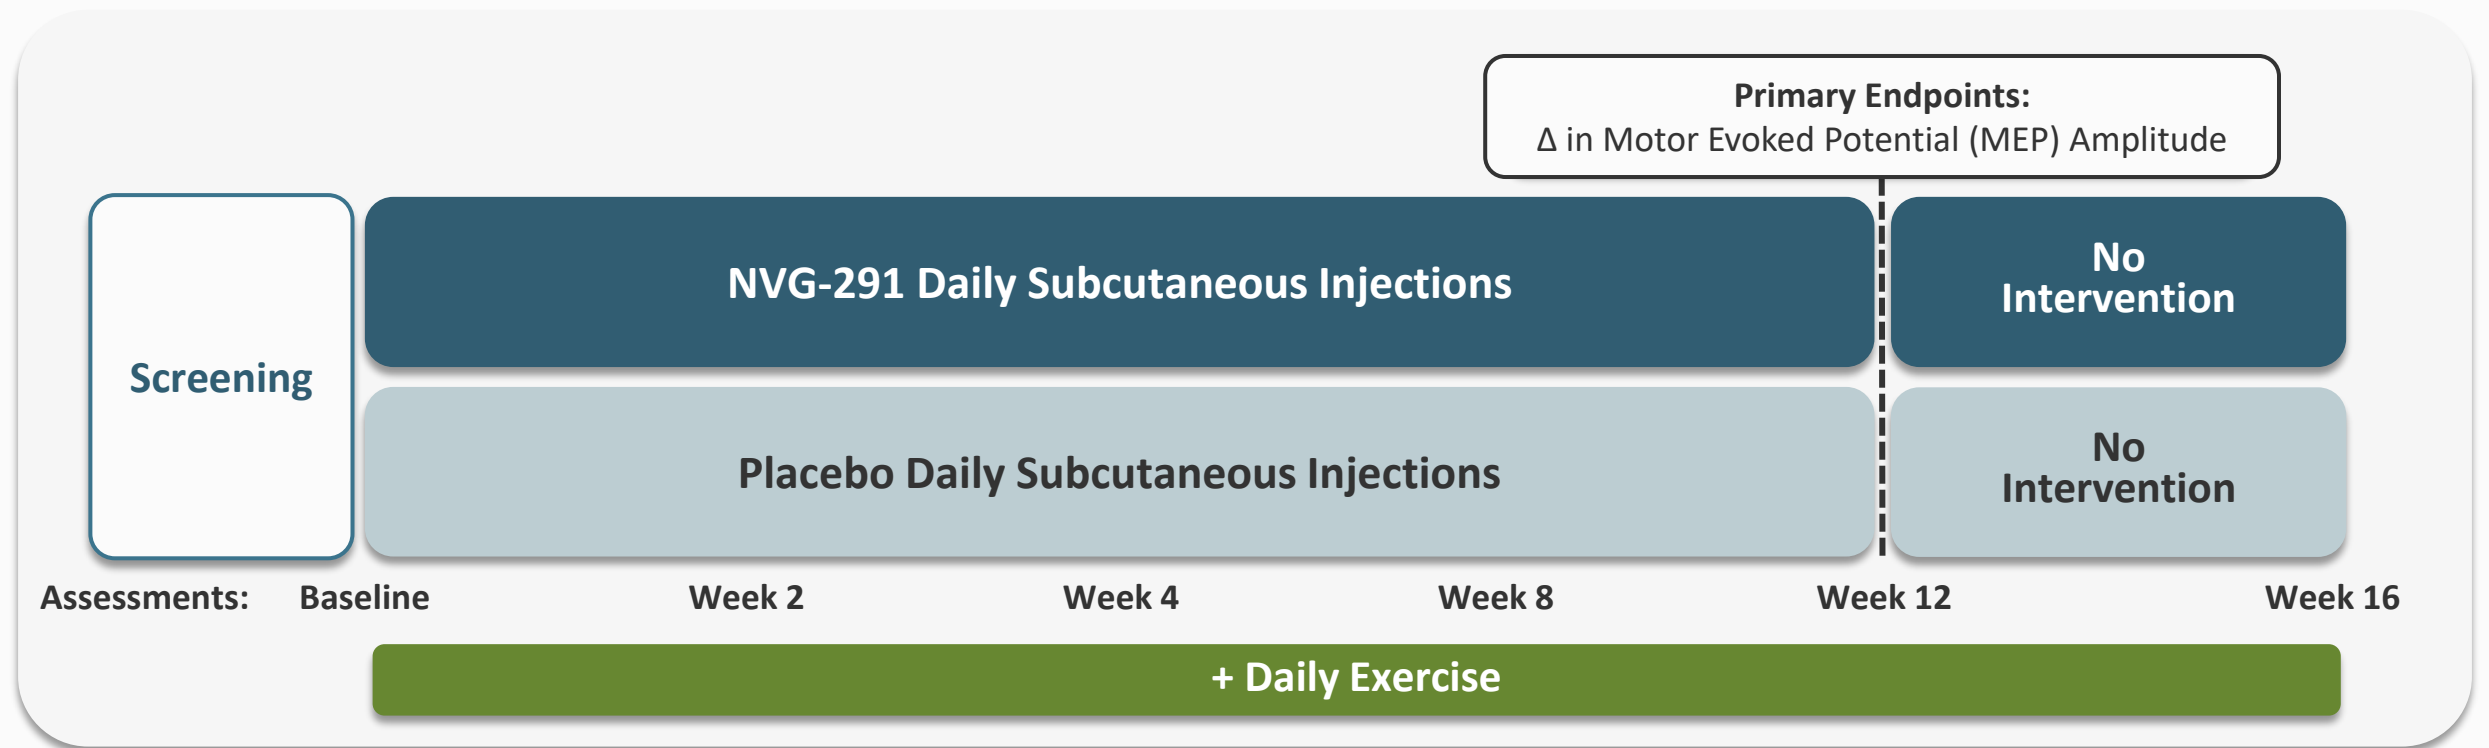 Primary Endpoints:
Δ in Motor Evoked Potential (MEP) Amplitude
Screening
NVG-291 Daily Subcutaneous Injections
No
Intervention
Placebo Daily Subcutaneous Injections
No
Intervention
Assessments: Baseline Week 2 Week 4 Week 8 Week 12 Week 16
+ Daily Exercise